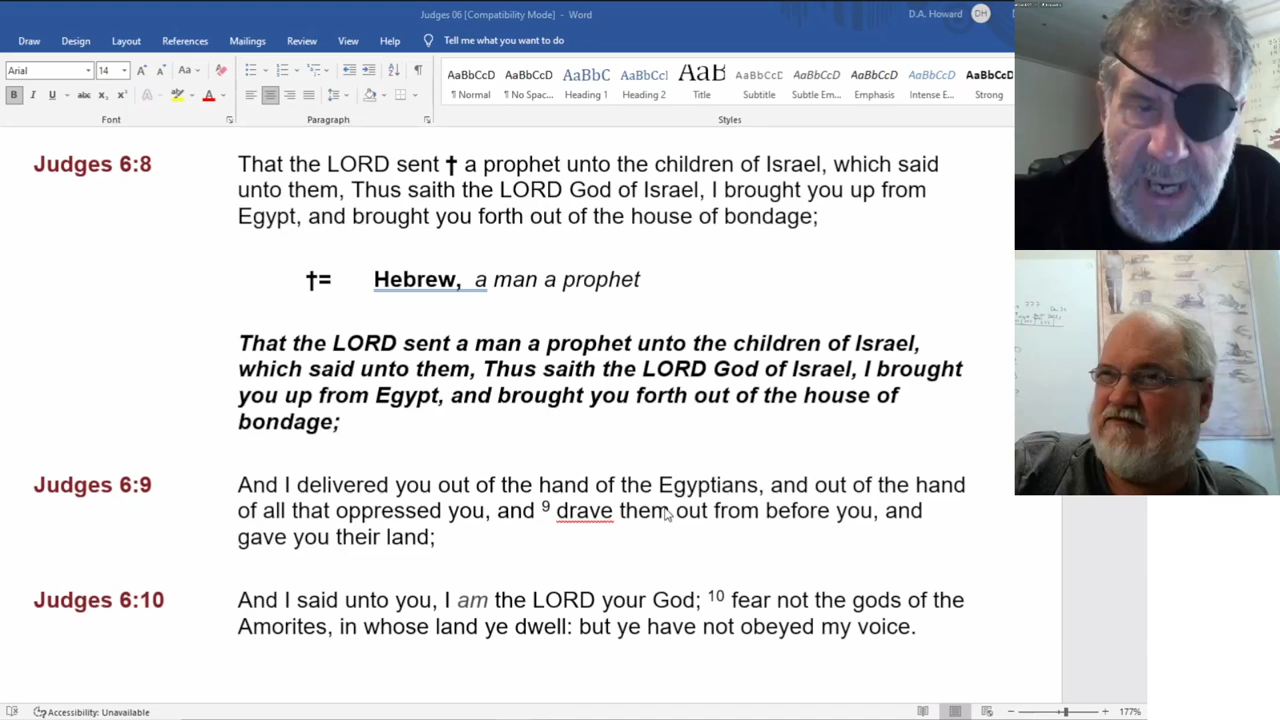 Judges 06 [Compatibility Mode] - Word
D.A. Howard DH
Draw Design Layout References Mailings Review View Help Tell me what you want to do
Arial 14 A A Aa
AaBbCcD AaBbCcD AaBbC AaBbCcI AaB AaBbCcD AaBbCcD AaBbCcD AaBbCcD AaBbCcD
¶ Normal ¶ No Spac... Heading 1 Heading 2 Title Subtitle Subtle Em... Emphasis Intense E... Strong
B I U abc x₂ x² A A
Font Paragraph Styles
Judges 6:8 That the LORD sent † a prophet unto the children of Israel, which said
unto them, Thus saith the LORD God of Israel, I brought you up from
Egypt, and brought you forth out of the house of bondage;
†= Hebrew, a man a prophet
That the LORD sent a man a prophet unto the children of Israel,
which said unto them, Thus saith the LORD God of Israel, I brought
you up from Egypt, and brought you forth out of the house of
bondage;
Judges 6:9 And I delivered you out of the hand of the Egyptians, and out of the hand
of all that oppressed you, and 9 drave them out from before you, and
gave you their land;
Judges 6:10 And I said unto you, I am the LORD your God; 10 fear not the gods of the
Amorites, in whose land ye dwell: but ye have not obeyed my voice.
Accessibility: Unavailable 177%